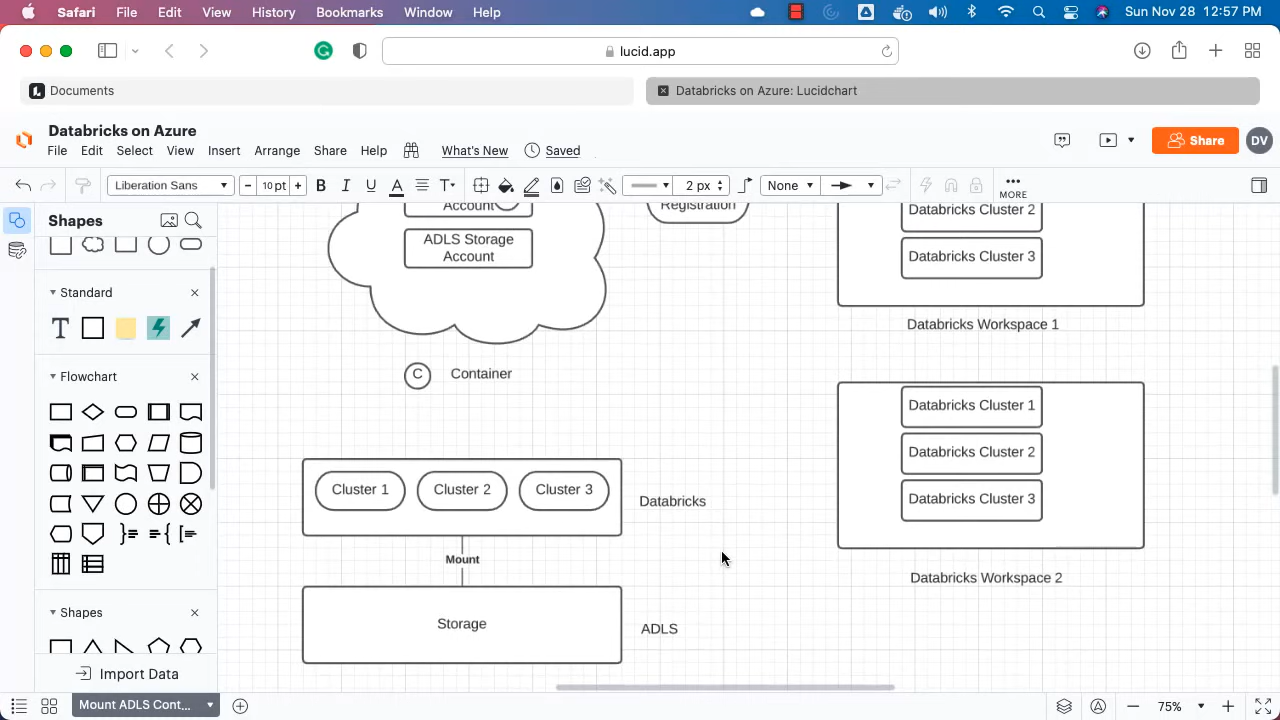 Safari File Edit View History Bookmarks Window Help Sun Nov 28 12:57 PM
lucid.app
Documents
Databricks on Azure: Lucidchart
Databricks on Azure
File Edit Select View Insert Arrange Share Help What's New Saved
Share
DV
Liberation Sans
10 pt
B I U A T
2 px
None
MORE
Shapes
Standard
T
Flowchart
Shapes
Import Data
Account
ADLS Storage
Account
Registration
C
Container
Databricks Cluster 2
Databricks Cluster 3
Databricks Workspace 1
Databricks Cluster 1
Databricks Cluster 2
Databricks Cluster 3
Databricks Workspace 2
Cluster 1 Cluster 2 Cluster 3
Databricks
Mount
Storage
ADLS
Mount ADLS Cont...
75%